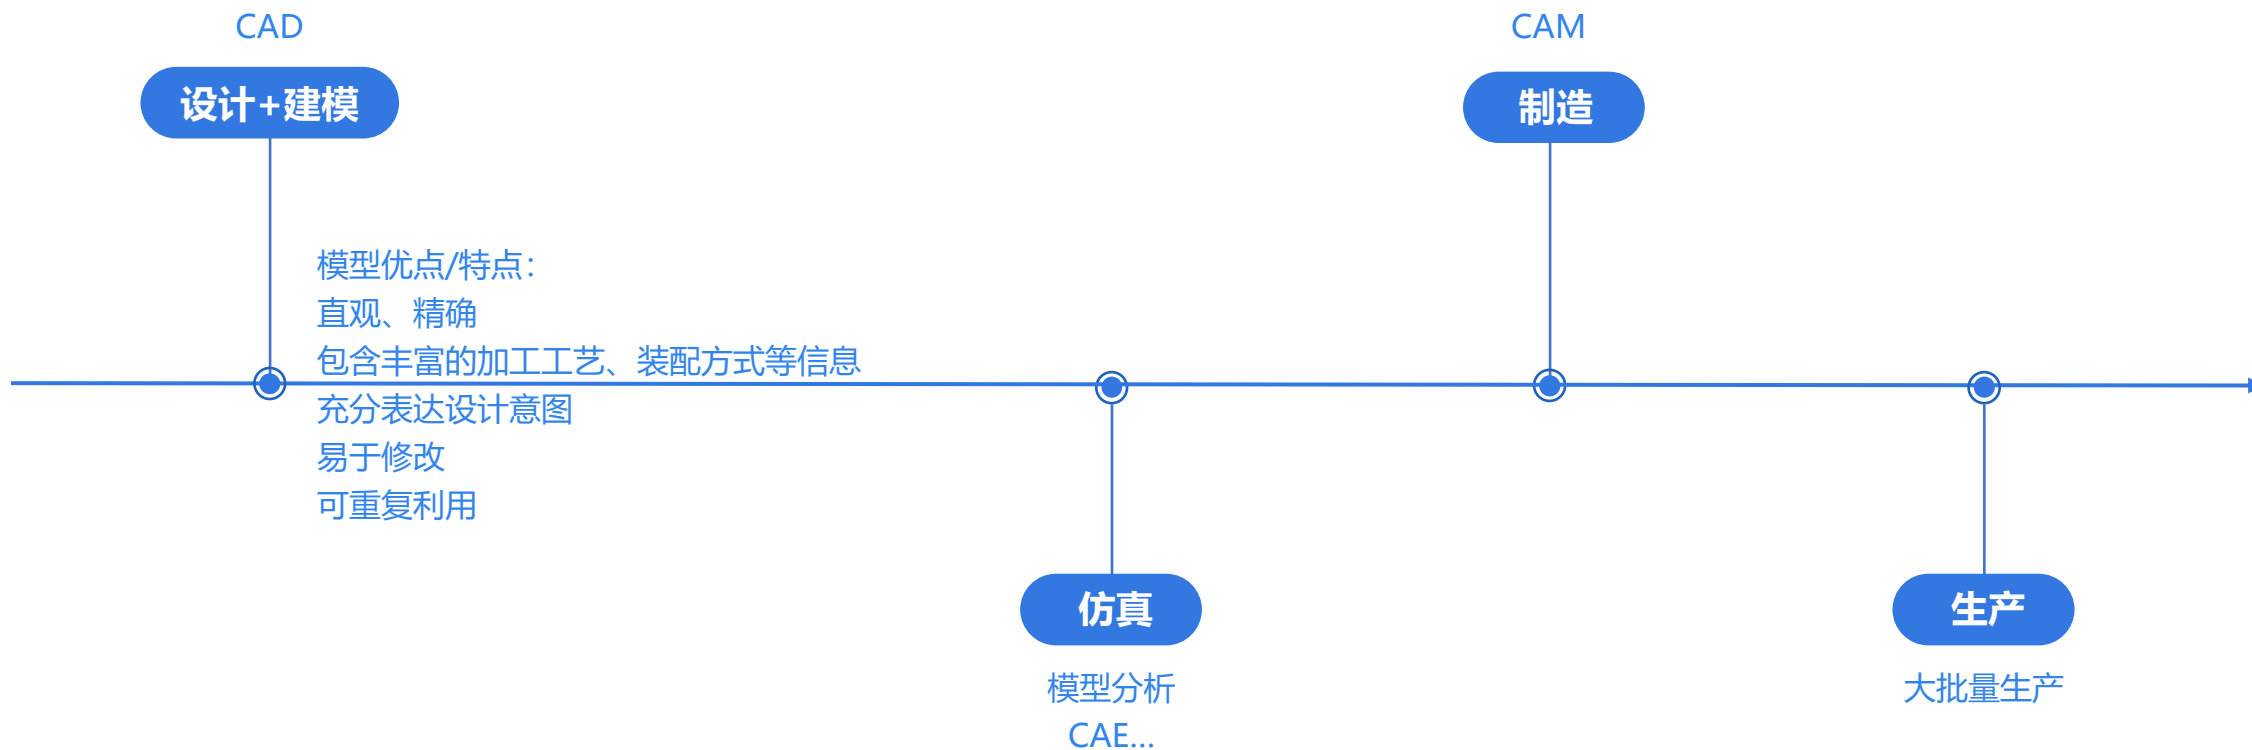 CAD
设计+建模
模型优点/特点：
直观、精确
包含丰富的加工工艺、装配方式等信息
充分表达设计意图
易于修改
可重复利用
仿真
模型分析
CAE...
CAM
制造
生产
大批量生产